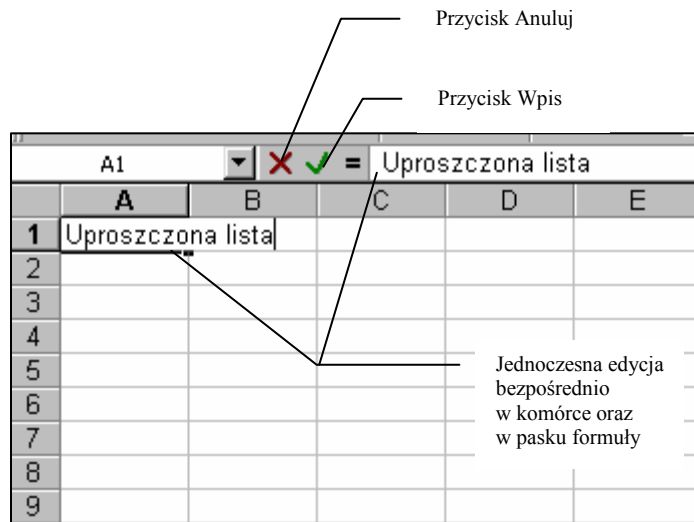 Przycisk Anuluj
Przycisk Wpis
A1 = Uproszczona lista
A B C D E
1 Uproszczona lista
2
3
4
5
6
7
8
9
Jednoczesna edycja
bezpośrednio
w komórce oraz
w pasku formuły